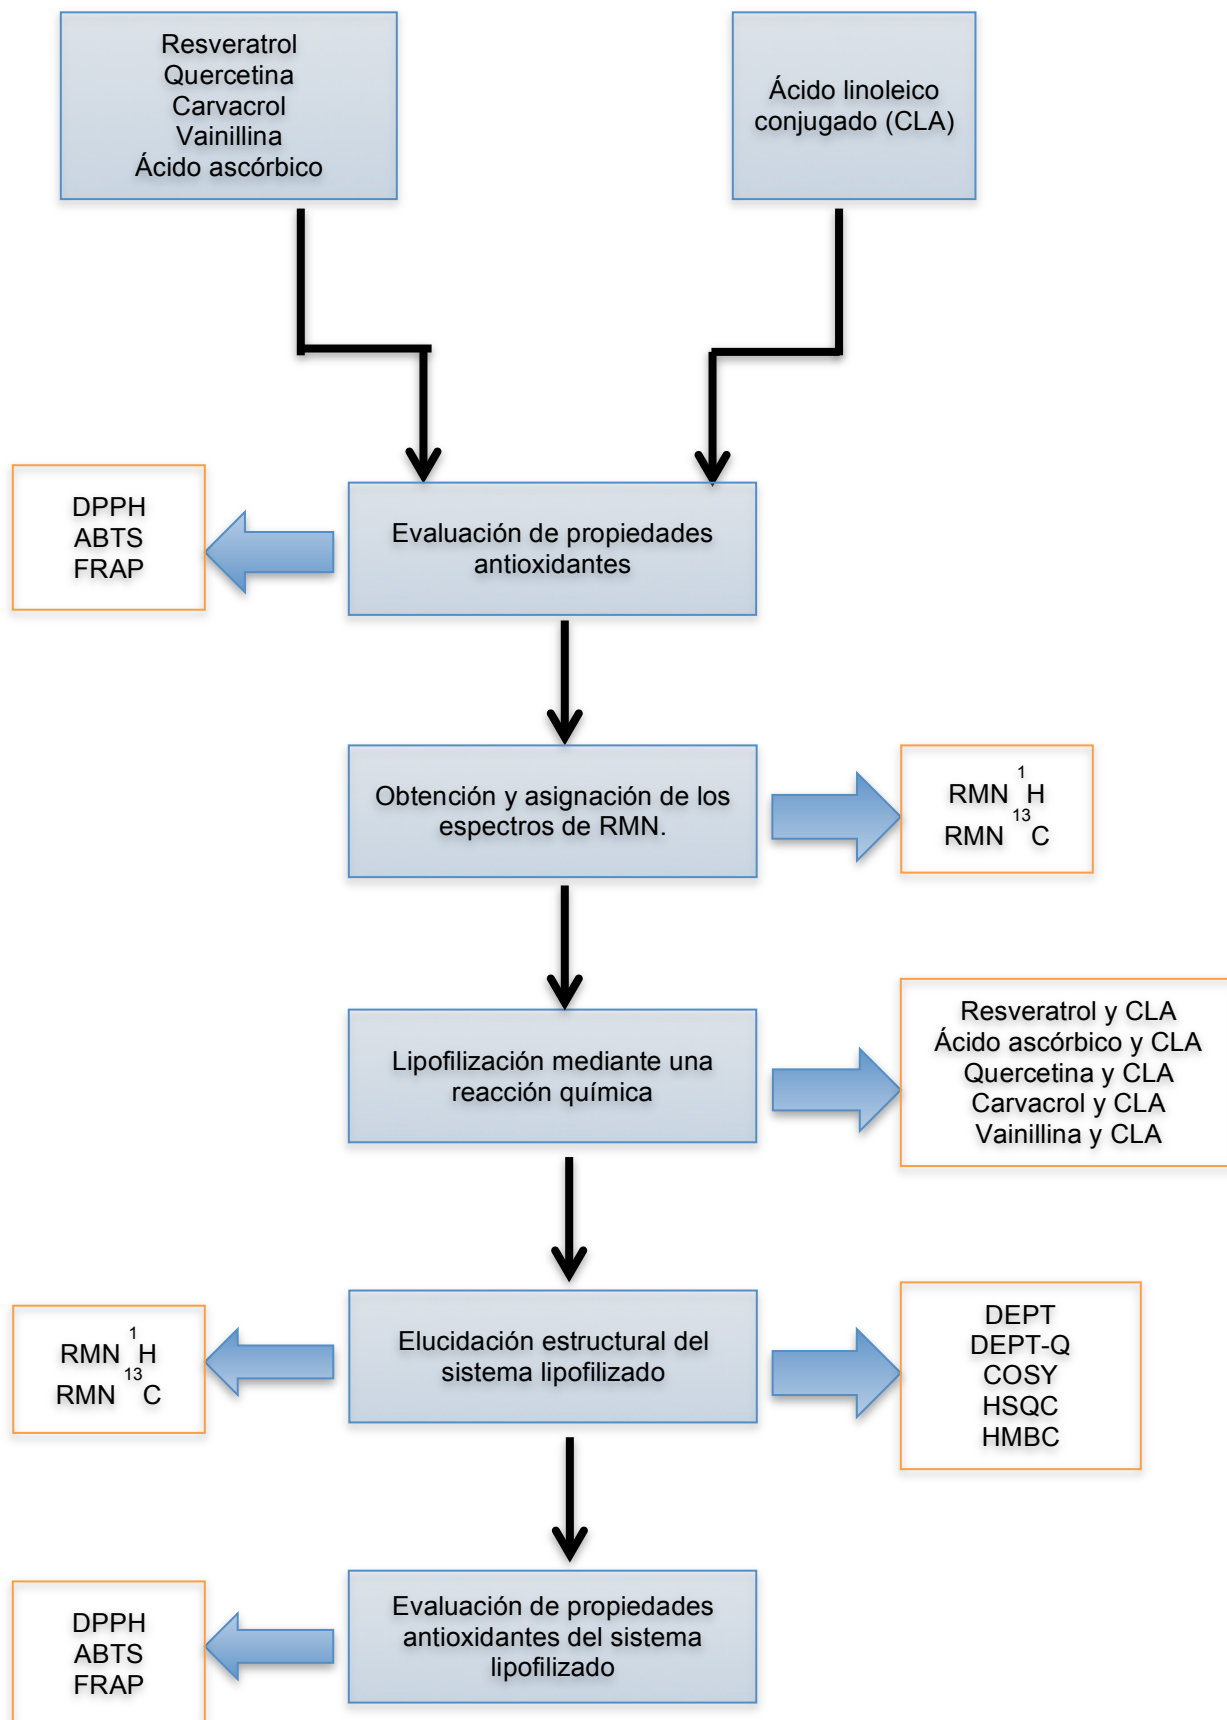 Resveratrol
Quercetina
Carvacrol
Vainillina
Ácido ascórbico
Ácido linoleico
conjugado (CLA)
DPPH
ABTS
FRAP
Evaluación de propiedades
antioxidantes
Obtención y asignación de los
espectros de RMN.
RMN ¹H
RMN ¹³C
Lipofilización mediante una
reacción química
Resveratrol y CLA
Ácido ascórbico y CLA
Quercetina y CLA
Carvacrol y CLA
Vainillina y CLA
RMN ¹H
RMN ¹³C
Elucidación estructural del
sistema lipofilizado
DEPT
DEPT-Q
COSY
HSQC
HMBC
DPPH
ABTS
FRAP
Evaluación de propiedades
antioxidantes del sistema
lipofilizado